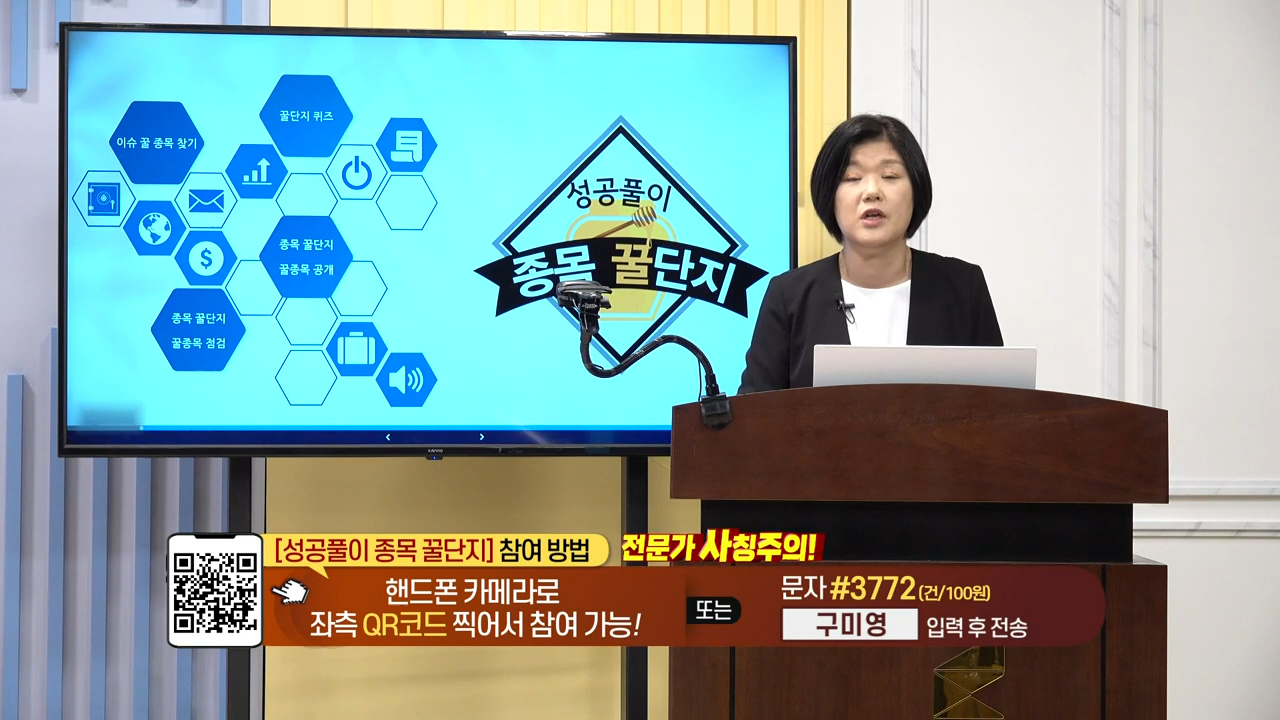 꿀단지 퀴즈
이슈 꿀 종목 찾기
종목 꿀단지
꿀종목 공개
종목 꿀단지
꿀종목 점검
성공풀이
종목 꿀단지
[성공풀이 종목 꿀단지] 참여 방법
전문가 사칭주의!
핸드폰 카메라로
좌측 QR코드 찍어서 참여 가능!
또는
문자 #3772 (건/100원)
구미영 입력 후 전송